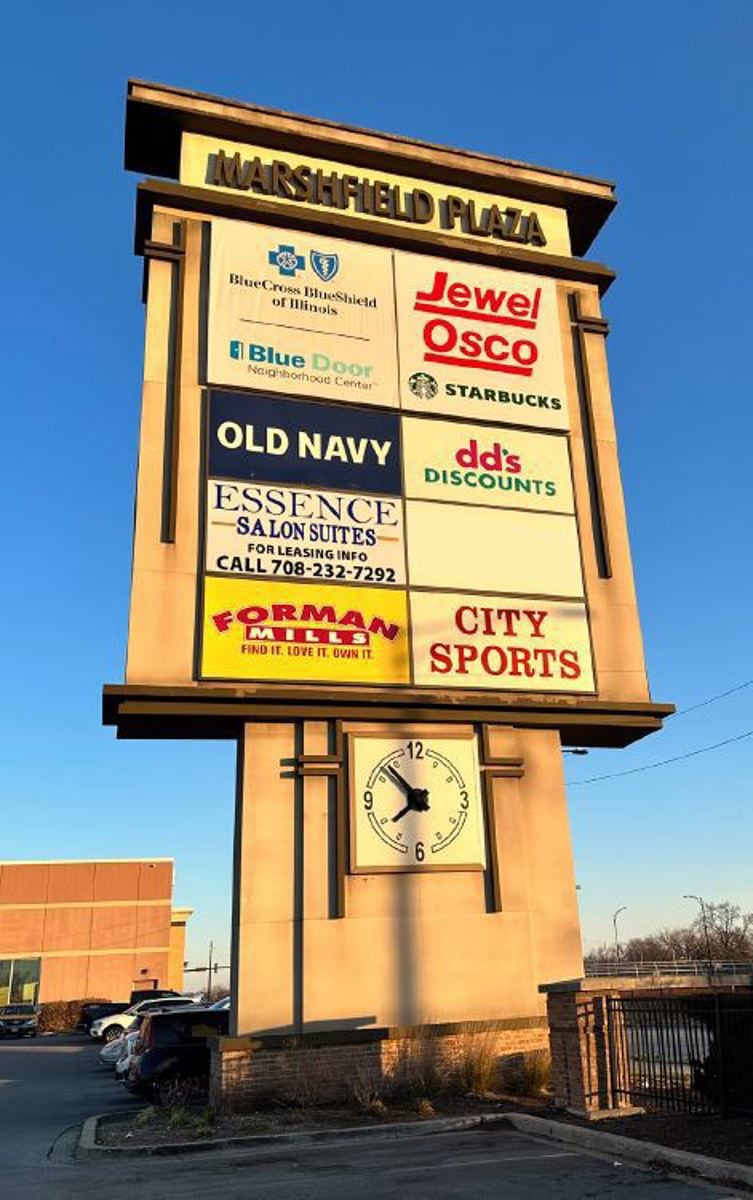 MARSHFIELD PLAZA
BlueCross BlueShield
of Illinois
Blue Door
Neighborhood Center
Jewel
Osco
STARBUCKS
OLD NAVY
dd's
DISCOUNTS
ESSENCE
SALON SUITES
FOR LEASING INFO
CALL 708-232-7292
FORMAN
MILLS
FIND IT. LOVE IT. OWN IT.
CITY
SPORTS
12
9 3
6